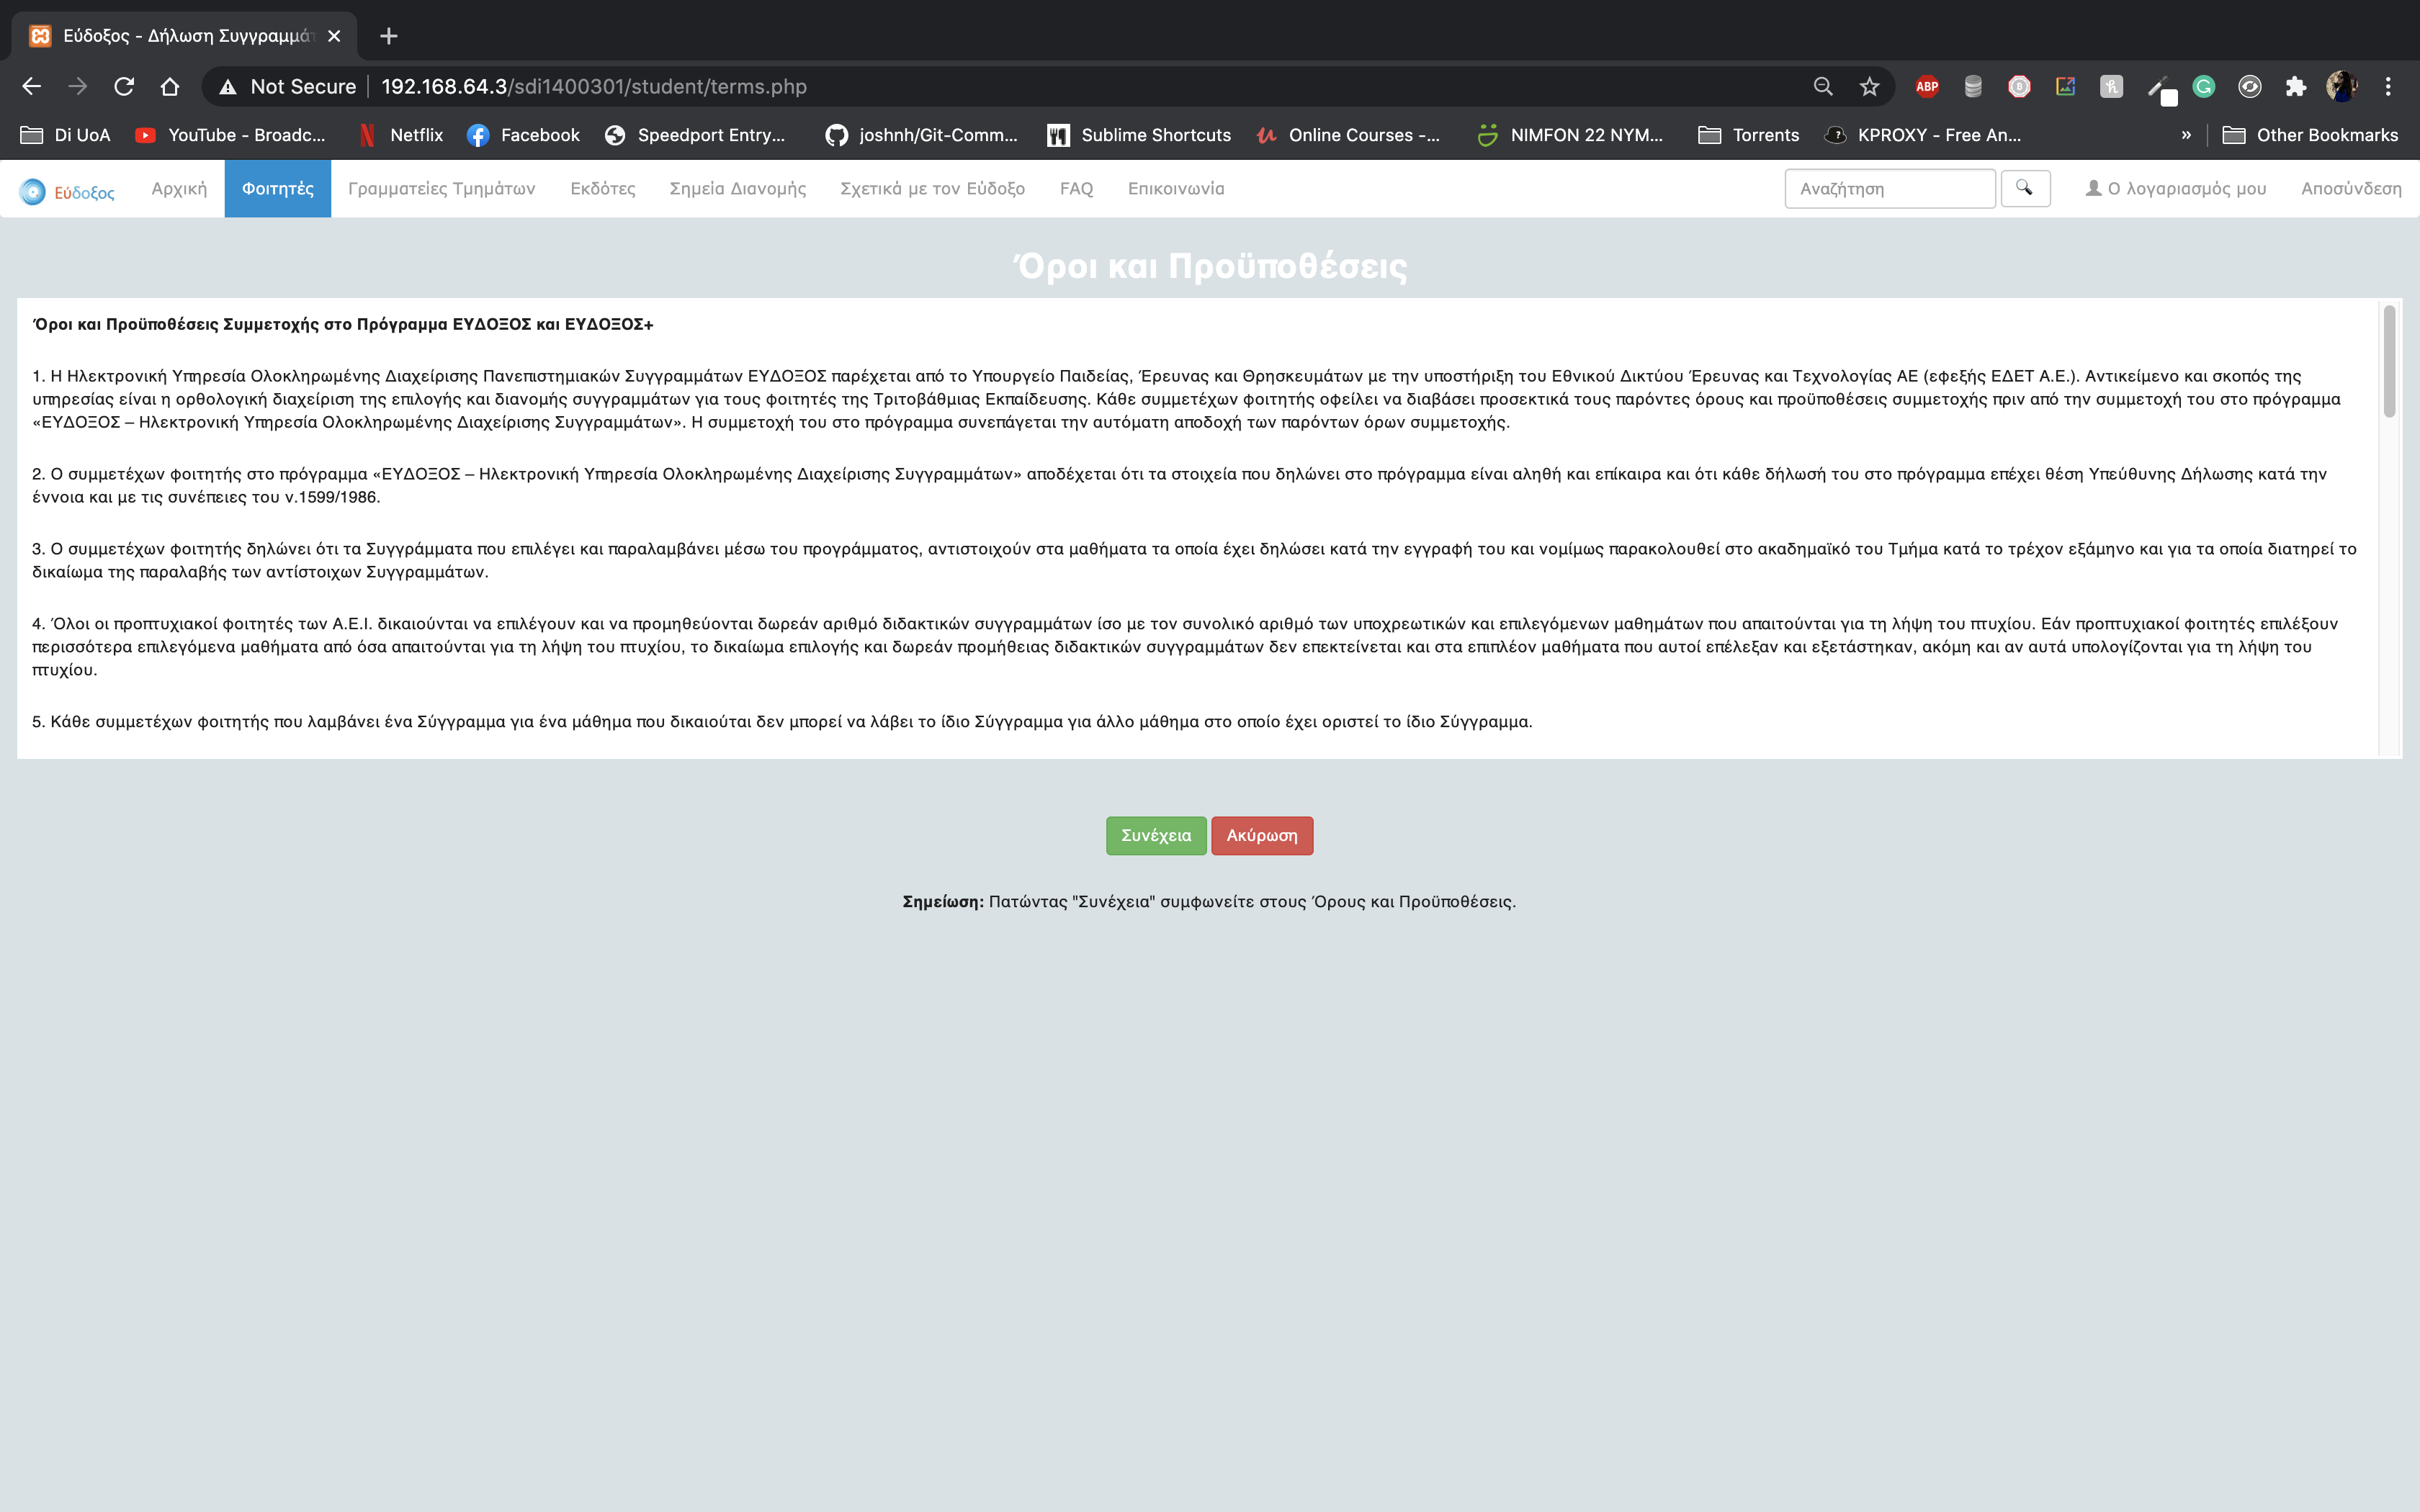 Εύδοξος - Δήλωση Συγγραμμάτ
Not Secure 192.168.64.3/sdi1400301/student/terms.php
ABP
Di UoA YouTube - Broadc... Netflix Facebook Speedport Entry... joshnh/Git-Comm... Sublime Shortcuts Online Courses -... NIMFON 22 NYM... Torrents KPROXY - Free An... » Other Bookmarks
Εύδοξος Αρχική Φοιτητές Γραμματείες Τμημάτων Εκδότες Σημεία Διανομής Σχετικά με τον Εύδοξο FAQ Επικοινωνία Αναζήτηση Ο λογαριασμός μου Αποσύνδεση
Όροι και Προϋποθέσεις
Όροι και Προϋποθέσεις Συμμετοχής στο Πρόγραμμα ΕΥΔΟΞΟΣ και ΕΥΔΟΞΟΣ+
1. Η Ηλεκτρονική Υπηρεσία Ολοκληρωμένης Διαχείρισης Πανεπιστημιακών Συγγραμμάτων ΕΥΔΟΞΟΣ παρέχεται από το Υπουργείο Παιδείας, Έρευνας και Θρησκευμάτων με την υποστήριξη του Εθνικού Δικτύου Έρευνας και Τεχνολογίας ΑΕ (εφεξής ΕΔΕΤ Α.Ε.). Αντικείμενο και σκοπός της
υπηρεσίας είναι η ορθολογική διαχείριση της επιλογής και διανομής συγγραμμάτων για τους φοιτητές της Τριτοβάθμιας Εκπαίδευσης. Κάθε συμμετέχων φοιτητής οφείλει να διαβάσει προσεκτικά τους παρόντες όρους και προϋποθέσεις συμμετοχής πριν από την συμμετοχή του στο πρόγραμμα
«ΕΥΔΟΞΟΣ – Ηλεκτρονική Υπηρεσία Ολοκληρωμένης Διαχείρισης Συγγραμμάτων». Η συμμετοχή του στο πρόγραμμα συνεπάγεται την αυτόματη αποδοχή των παρόντων όρων συμμετοχής.
2. Ο συμμετέχων φοιτητής στο πρόγραμμα «ΕΥΔΟΞΟΣ – Ηλεκτρονική Υπηρεσία Ολοκληρωμένης Διαχείρισης Συγγραμμάτων» αποδέχεται ότι τα στοιχεία που δηλώνει στο πρόγραμμα είναι αληθή και επίκαιρα και ότι κάθε δήλωσή του στο πρόγραμμα επέχει θέση Υπεύθυνης Δήλωσης κατά την
έννοια και με τις συνέπειες του ν.1599/1986.
3. Ο συμμετέχων φοιτητής δηλώνει ότι τα Συγγράμματα που επιλέγει και παραλαμβάνει μέσω του προγράμματος, αντιστοιχούν στα μαθήματα τα οποία έχει δηλώσει κατά την εγγραφή του και νομίμως παρακολουθεί στο ακαδημαϊκό του Τμήμα κατά το τρέχον εξάμηνο και για τα οποία διατηρεί το
δικαίωμα της παραλαβής των αντίστοιχων Συγγραμμάτων.
4. Όλοι οι προπτυχιακοί φοιτητές των Α.Ε.Ι. δικαιούνται να επιλέγουν και να προμηθεύονται δωρεάν αριθμό διδακτικών συγγραμμάτων ίσο με τον συνολικό αριθμό των υποχρεωτικών και επιλεγόμενων μαθημάτων που απαιτούνται για τη λήψη του πτυχίου. Εάν προπτυχιακοί φοιτητές επιλέξουν
περισσότερα επιλεγόμενα μαθήματα από όσα απαιτούνται για τη λήψη του πτυχίου, το δικαίωμα επιλογής και δωρεάν προμήθειας διδακτικών συγγραμμάτων δεν επεκτείνεται και στα επιπλέον μαθήματα που αυτοί επέλεξαν και εξετάστηκαν, ακόμη και αν αυτά υπολογίζονται για τη λήψη του
πτυχίου.
5. Κάθε συμμετέχων φοιτητής που λαμβάνει ένα Σύγγραμμα για ένα μάθημα που δικαιούται δεν μπορεί να λάβει το ίδιο Σύγγραμμα για άλλο μάθημα στο οποίο έχει οριστεί το ίδιο Σύγγραμμα.
Συνέχεια Ακύρωση
Σημείωση: Πατώντας "Συνέχεια" συμφωνείτε στους Όρους και Προϋποθέσεις.